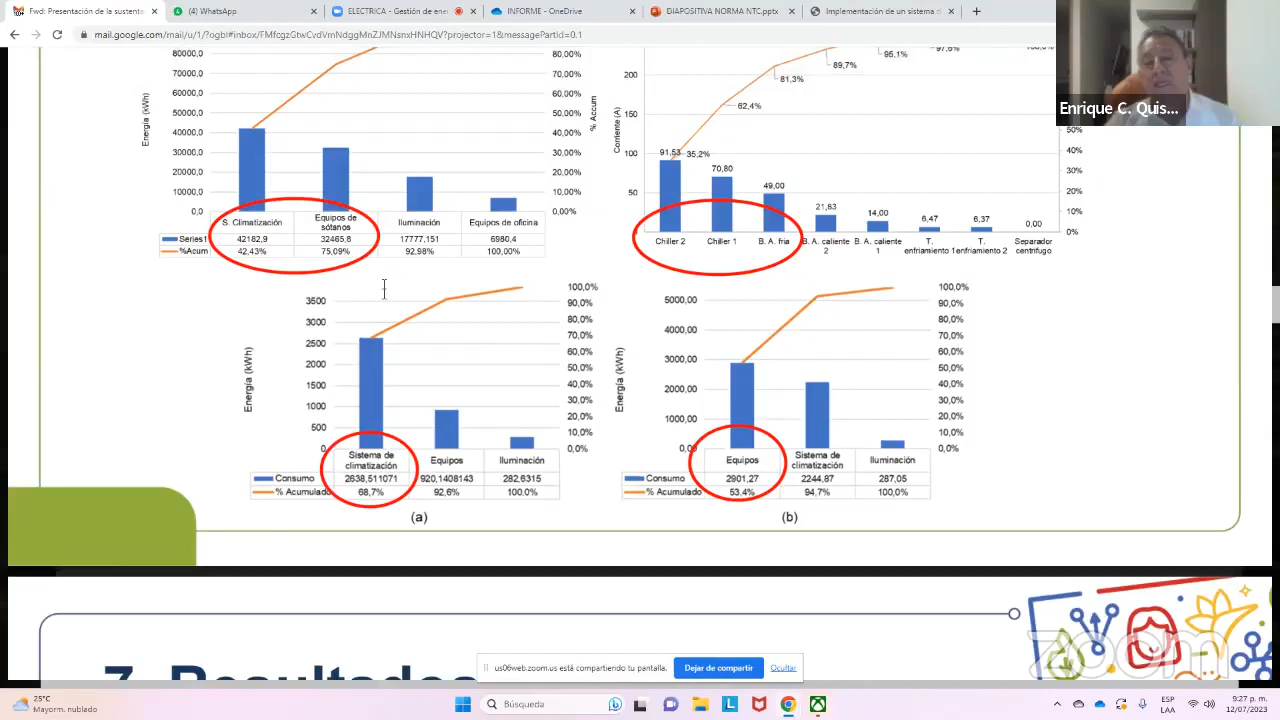 Fwd: Presentación de la sustenta
(4) WhatsApp
ELECTRICA - Gestión de ene
INFORME - OneDrive
DIAPOSITIVA NORMA NTC.pptx
Implementación de un sistema d
mail.google.com/mail/u/1/?ogbl#inbox/FMfcgzGtwCvdVmNdggMnZJMNsnxHNHQV?projector=1&messagePartId=0.1
Enrique C. Quis...
Energía (kWh)
80000,0
70000,0
60000,0
50000,0
40000,0
30000,0
20000,0
10000,0
0,0
80,00%
70,00%
60,00%
50,00%
40,00%
30,00%
20,00%
10,00%
0,00%
% Accum
S. Climatización Equipos de sótanos Iluminación Equipos de oficina
Series1 42182,9 32465,8 17777,151 6980,4
%Acum 42,43% 75,09% 92,98% 100,00%
Corriente (A)
200
150
100
50
91,53
35,2%
70,80
62,4%
49,00
81,3%
21,83
89,7%
14,00
95,1%
6,47
97,6%
6,37
0,00
50%
40%
30%
20%
10%
0%
Chiller 2 Chiller 1 B. A. fria B. A. caliente 2 B. A. caliente 1 T. enfriamiento 1 T. enfriamiento 2 Separador centrifugo
Energía (kWh)
3500
3000
2500
2000
1500
1000
500
0
100,0%
90,0%
80,0%
70,0%
60,0%
50,0%
40,0%
30,0%
20,0%
10,0%
0,0%
Sistema de climatización Equipos Iluminación
Consumo 2638,511071 920,1408143 282,6315
% Acumulado 68,7% 92,6% 100,0%
(a)
Energía (kWh)
5000,00
4000,00
3000,00
2000,00
1000,00
0,00
100,0%
90,0%
80,0%
70,0%
60,0%
50,0%
40,0%
30,0%
20,0%
10,0%
0,0%
Equipos Sistema de climatización Iluminación
Consumo 2901,27 2244,87 287,05
% Acumulado 53,4% 94,7% 100,0%
(b)
7. Resultados
zoom
us06web.zoom.us está compartiendo tu pantalla.
Dejar de compartir
Ocultar
25°C
Mayorm. nublado
Búsqueda
ESP
LAA
9:27 p. m.
12/07/2023